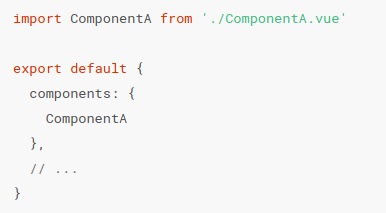 import ComponentA from './ComponentA.vue'

export default {
  components: {
    ComponentA
  },
  // ...
}